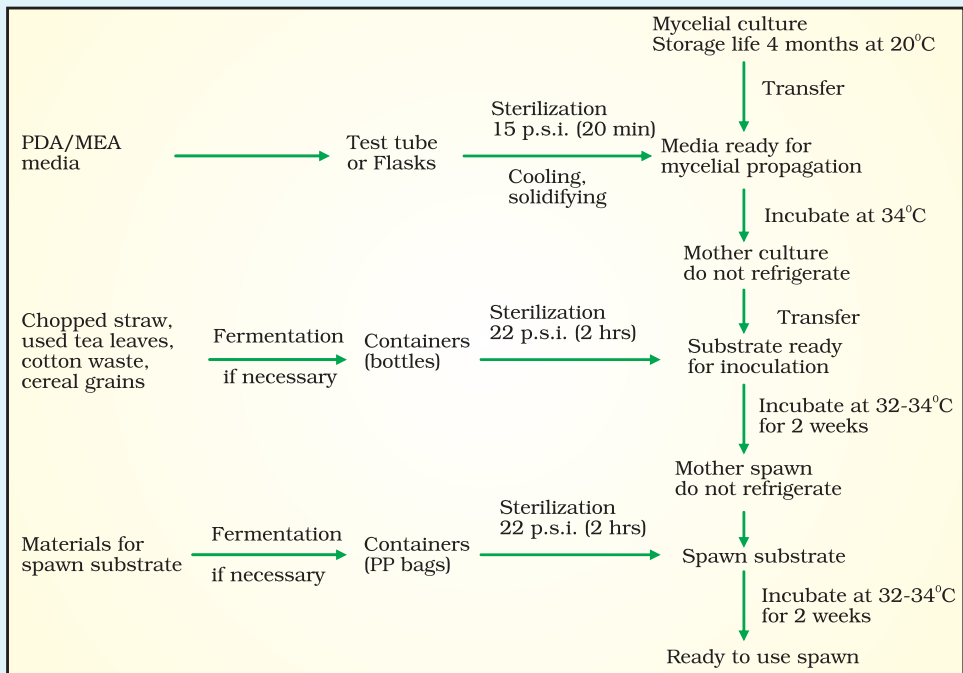 Mycelial culture
Storage life 4 months at 20⁰C
Transfer
PDA/MEA
media
Test tube
or Flasks
Sterilization
15 p.s.i. (20 min)
Cooling,
solidifying
Media ready for
mycelial propagation
Incubate at 34⁰C
Mother culture
do not refrigerate
Transfer
Chopped straw,
used tea leaves,
cotton waste,
cereal grains
Fermentation
if necessary
Containers
(bottles)
Sterilization
22 p.s.i. (2 hrs)
Substrate ready
for inoculation
Incubate at 32-34⁰C
for 2 weeks
Mother spawn
do not refrigerate
Materials for
spawn substrate
Fermentation
if necessary
Containers
(PP bags)
Sterilization
22 p.s.i. (2 hrs)
Spawn substrate
Incubate at 32-34⁰C
for 2 weeks
Ready to use spawn